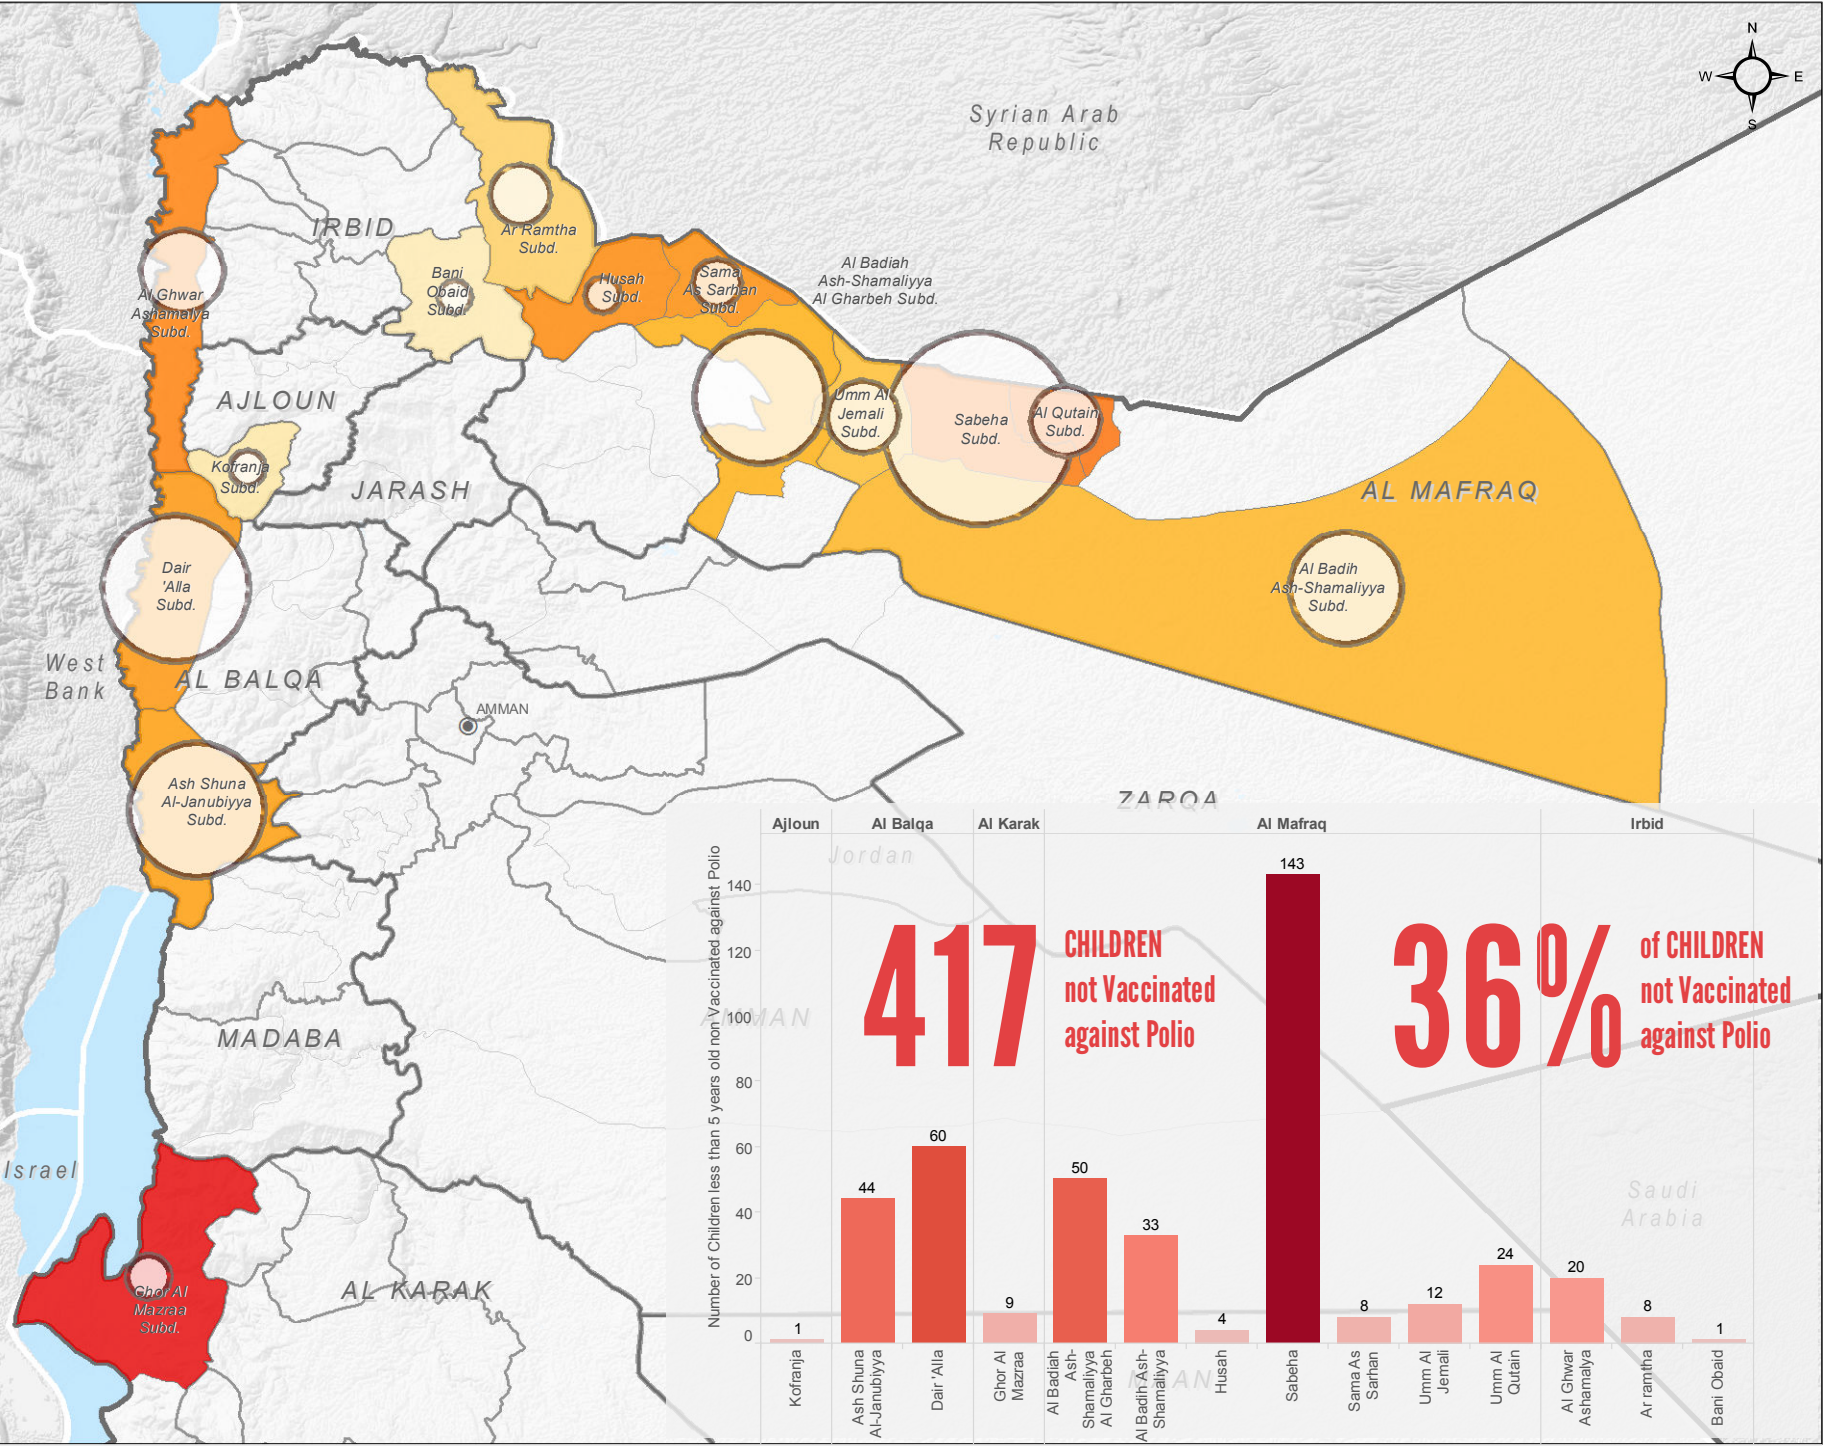 N
W
E
S
Syrian Arab
Republic
IRBID
Ar Ramtha
Subd.
Bani
Obaid
Subd.
Husah
Subd.
Sama
As Sarhan
Subd.
Al Badiah
Ash-Shamaliyya
Al Gharbeh Subd.
Al Ghwar
Ashamalya
Subd.
AJLOUN
Umm Al
Jemali
Subd.
Sabeha
Subd.
Al Qutain
Subd.
Kofranja
Subd.
JARASH
AL MAFRAQ
Dair
'Alla
Subd.
Al Badih
Ash-Shamaliyya
Subd.
West
Bank
AL BALQA
AMMAN
Ash Shuna
Al-Janubiyya
Subd.
ZARQA
Jordan
AMMAN
MADABA
Israel
Ghor Al
Mazraa
Subd.
AL KARAK
Saudi
Arabia
MAAN
Ajloun
Al Balqa
Al Karak
Al Mafraq
Irbid
Number of Children less than 5 years old non Vaccinated against Polio
140
120
100
80
60
40
20
0
417
CHILDREN
not Vaccinated
against Polio
36%
of CHILDREN
not Vaccinated
against Polio
1
44
60
9
50
33
4
143
8
12
24
20
8
1
Kofranja
Ash Shuna
Al-Janubiyya
Dair 'Alla
Ghor Al
Mazraa
Al Badiah
Ash-
Shamaliyya
Al Gharbeh
Al Badih Ash-
Shamaliyya
Husah
Sabeha
Sama As
Sarhan
Umm Al
Jemali
Umm Al
Qutain
Al Ghwar
Ashamalya
Ar ramtha
Bani Obaid